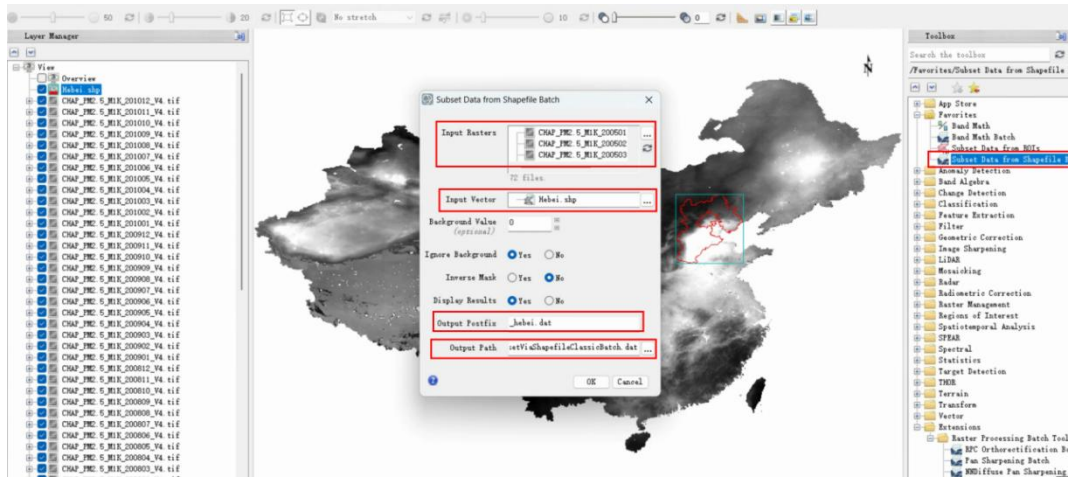 50
20
No stretch
10
0
Layer Manager
View
Overview
Hebei.shp
CHAP_PM2.5_M1K_201012_V4.tif
CHAP_PM2.5_M1K_201011_V4.tif
CHAP_PM2.5_M1K_201010_V4.tif
CHAP_PM2.5_M1K_201009_V4.tif
CHAP_PM2.5_M1K_201008_V4.tif
CHAP_PM2.5_M1K_201007_V4.tif
CHAP_PM2.5_M1K_201006_V4.tif
CHAP_PM2.5_M1K_201005_V4.tif
CHAP_PM2.5_M1K_201004_V4.tif
CHAP_PM2.5_M1K_201003_V4.tif
CHAP_PM2.5_M1K_201002_V4.tif
CHAP_PM2.5_M1K_201001_V4.tif
CHAP_PM2.5_M1K_200912_V4.tif
CHAP_PM2.5_M1K_200911_V4.tif
CHAP_PM2.5_M1K_200910_V4.tif
CHAP_PM2.5_M1K_200909_V4.tif
CHAP_PM2.5_M1K_200908_V4.tif
CHAP_PM2.5_M1K_200907_V4.tif
CHAP_PM2.5_M1K_200906_V4.tif
CHAP_PM2.5_M1K_200905_V4.tif
CHAP_PM2.5_M1K_200904_V4.tif
CHAP_PM2.5_M1K_200903_V4.tif
CHAP_PM2.5_M1K_200902_V4.tif
CHAP_PM2.5_M1K_200901_V4.tif
CHAP_PM2.5_M1K_200812_V4.tif
CHAP_PM2.5_M1K_200811_V4.tif
CHAP_PM2.5_M1K_200810_V4.tif
CHAP_PM2.5_M1K_200809_V4.tif
CHAP_PM2.5_M1K_200808_V4.tif
CHAP_PM2.5_M1K_200807_V4.tif
CHAP_PM2.5_M1K_200806_V4.tif
CHAP_PM2.5_M1K_200805_V4.tif
CHAP_PM2.5_M1K_200804_V4.tif
CHAP_PM2.5_M1K_200803_V4.tif
N
Subset Data from Shapefile Batch
Input Rasters
CHAP_PM2.5_M1K_200501
CHAP_PM2.5_M1K_200502
CHAP_PM2.5_M1K_200503
...
72 files.
Input Vector
Hebei.shp
...
Background Value 0
(optional)
Ignore Background Yes No
Inverse Mask Yes No
Display Results Yes No
Output Postfix _hebei.dat
Output Path :etViaShapefileClassicBatch.dat ...
OK Cancel
Toolbox
Search the toolbox
/Favorites/Subset Data from Shapefile
App Store
Favorites
Band Math
Band Math Batch
Subset Data from ROIs
Subset Data from Shapefile B
Anomaly Detection
Band Algebra
Change Detection
Classification
Feature Extraction
Filter
Geometric Correction
Image Sharpening
LiDAR
Mosaicking
Radar
Radiometric Correction
Raster Management
Regions of Interest
Spatiotemporal Analysis
SPEAR
Spectral
Statistics
Target Detection
THOR
Terrain
Transform
Vector
Extensions
Raster Processing Batch Tool
RPC Orthorectification Ba
Pan Sharpening Batch
NNDiffuse Pan Sharpening